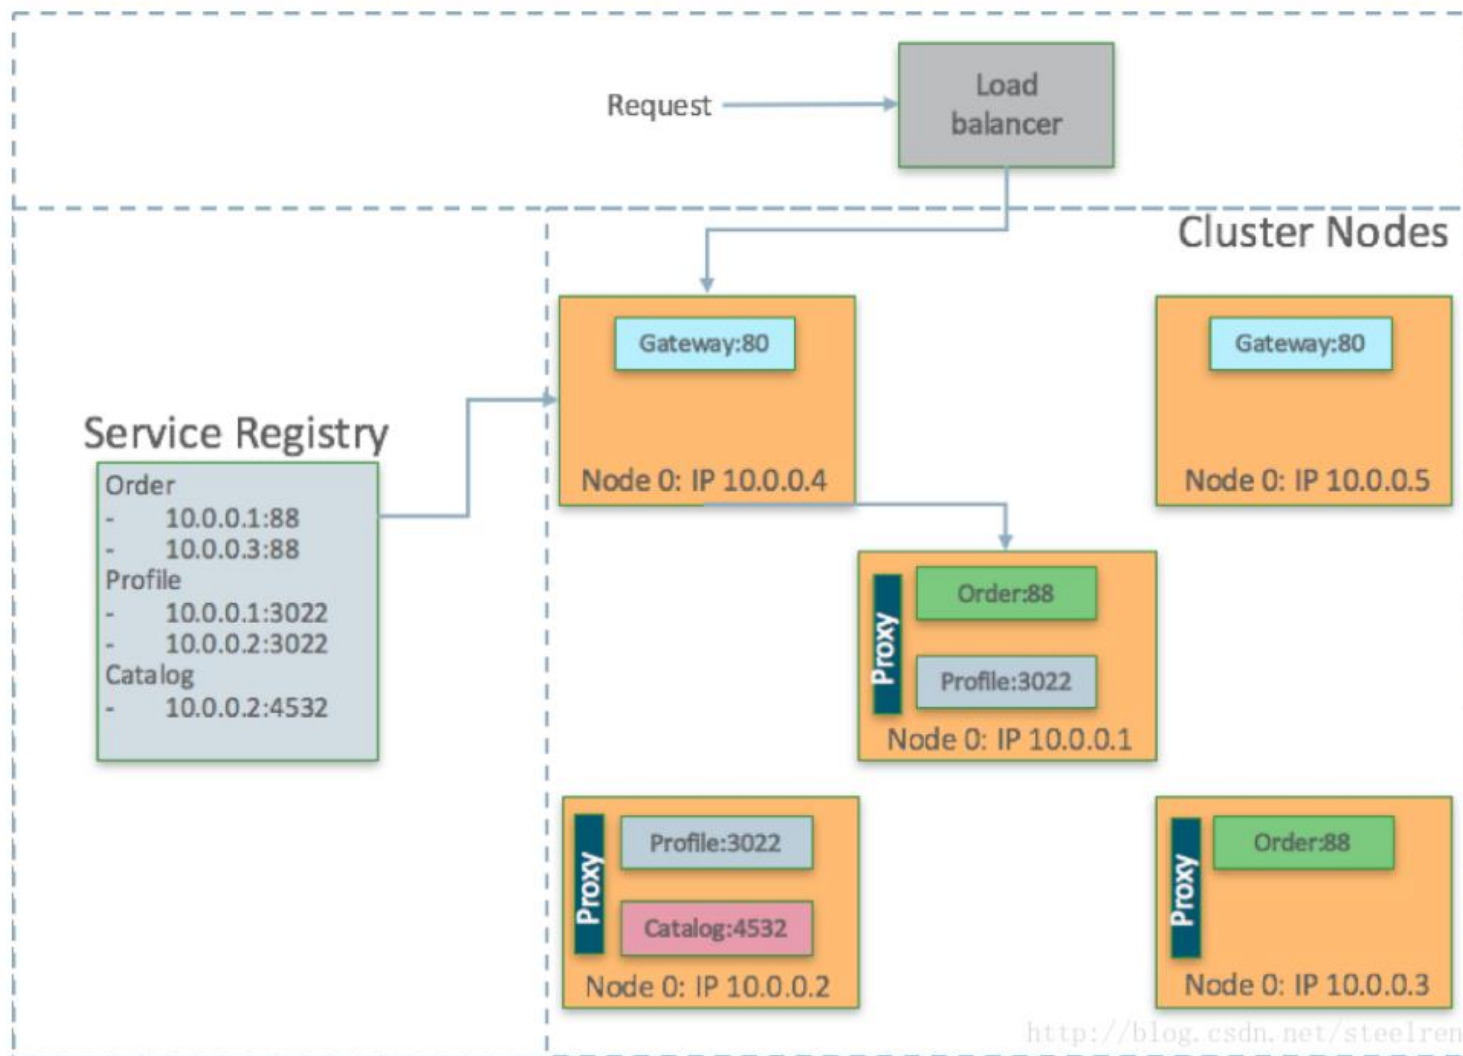 Request
Load
balancer
Cluster Nodes
Gateway:80
Node 0: IP 10.0.0.4
Gateway:80
Node 0: IP 10.0.0.5
Service Registry
Order
- 10.0.0.1:88
- 10.0.0.3:88
Profile
- 10.0.0.1:3022
- 10.0.0.2:3022
Catalog
- 10.0.0.2:4532
Proxy
Order:88
Profile:3022
Node 0: IP 10.0.0.1
Proxy
Profile:3022
Catalog:4532
Node 0: IP 10.0.0.2
Proxy
Order:88
Node 0: IP 10.0.0.3
http://blog.csdn.net/steelren